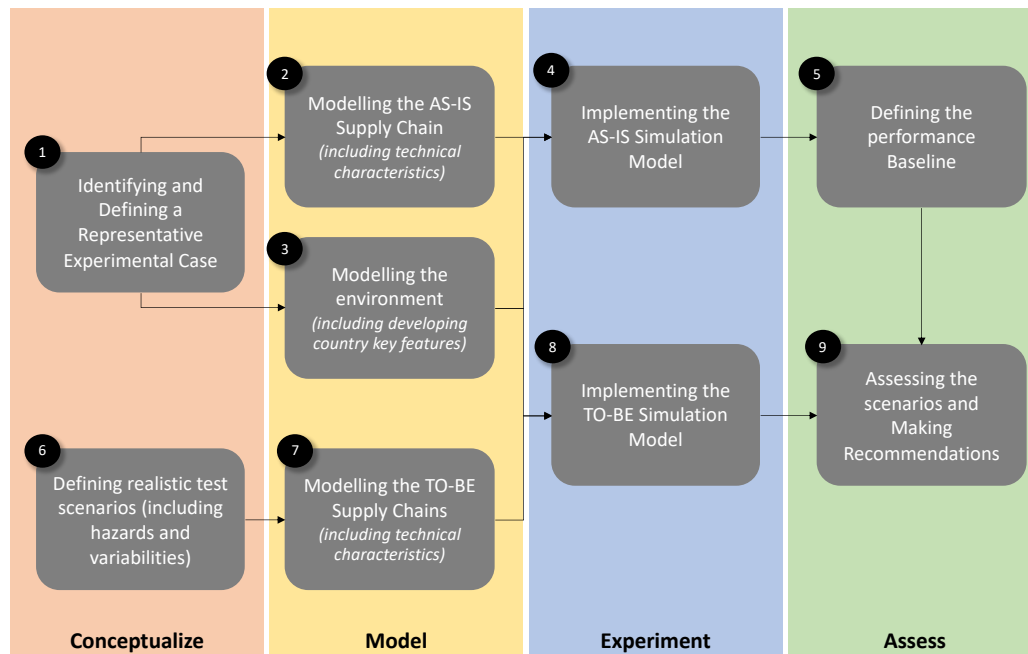 1
Identifying and
Defining a
Representative
Experimental Case
2
Modelling the AS-IS
Supply Chain
(including technical
characteristics)
3
Modelling the
environment
(including developing
country key features)
4
Implementing the
AS-IS Simulation
Model
5
Defining the
performance
Baseline
6
Defining realistic test
scenarios (including
hazards and
variabilities)
7
Modelling the TO-BE
Supply Chains
(including technical
characteristics)
8
Implementing the
TO-BE Simulation
Model
9
Assessing the
scenarios and
Making
Recommendations
Conceptualize
Model
Experiment
Assess